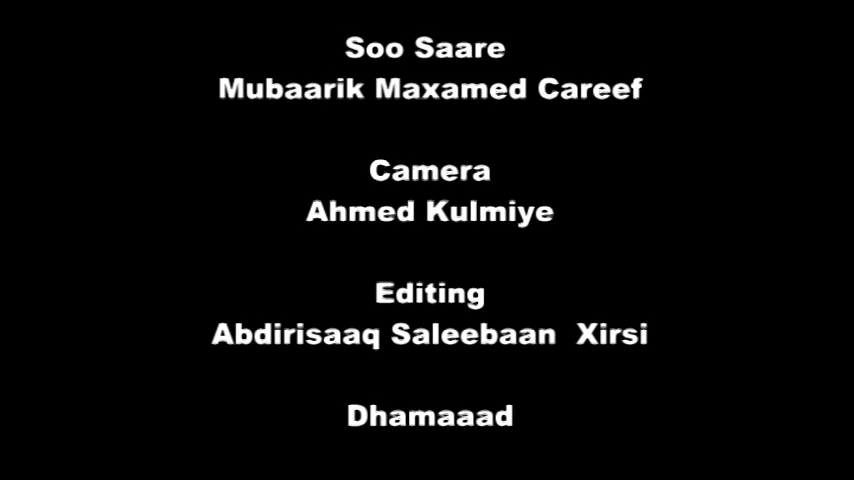 Soo Saare
Mubaarik Maxamed Careef
Camera
Ahmed Kulmiye
Editing
Abdirisaaq Saleebaan Xirsi
Dhamaaad